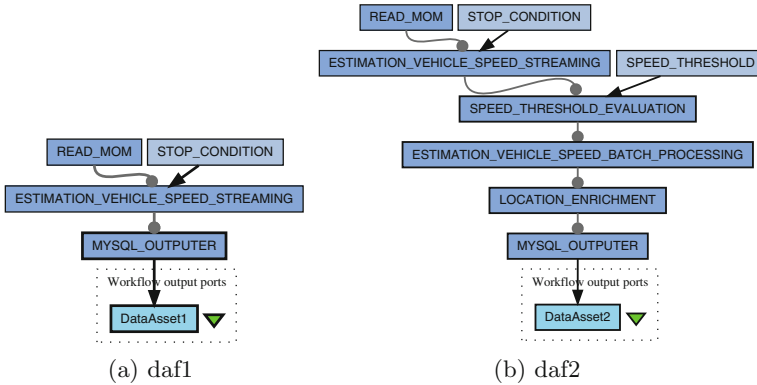 READ_MOM
STOP_CONDITION
ESTIMATION_VEHICLE_SPEED_STREAMING
MYSQL_OUTPUTER
Workflow output ports
DataAsset1
(a) daf1
READ_MOM
STOP_CONDITION
ESTIMATION_VEHICLE_SPEED_STREAMING
SPEED_THRESHOLD
SPEED_THRESHOLD_EVALUATION
ESTIMATION_VEHICLE_SPEED_BATCH_PROCESSING
LOCATION_ENRICHMENT
MYSQL_OUTPUTER
Workflow output ports
DataAsset2
(b) daf2